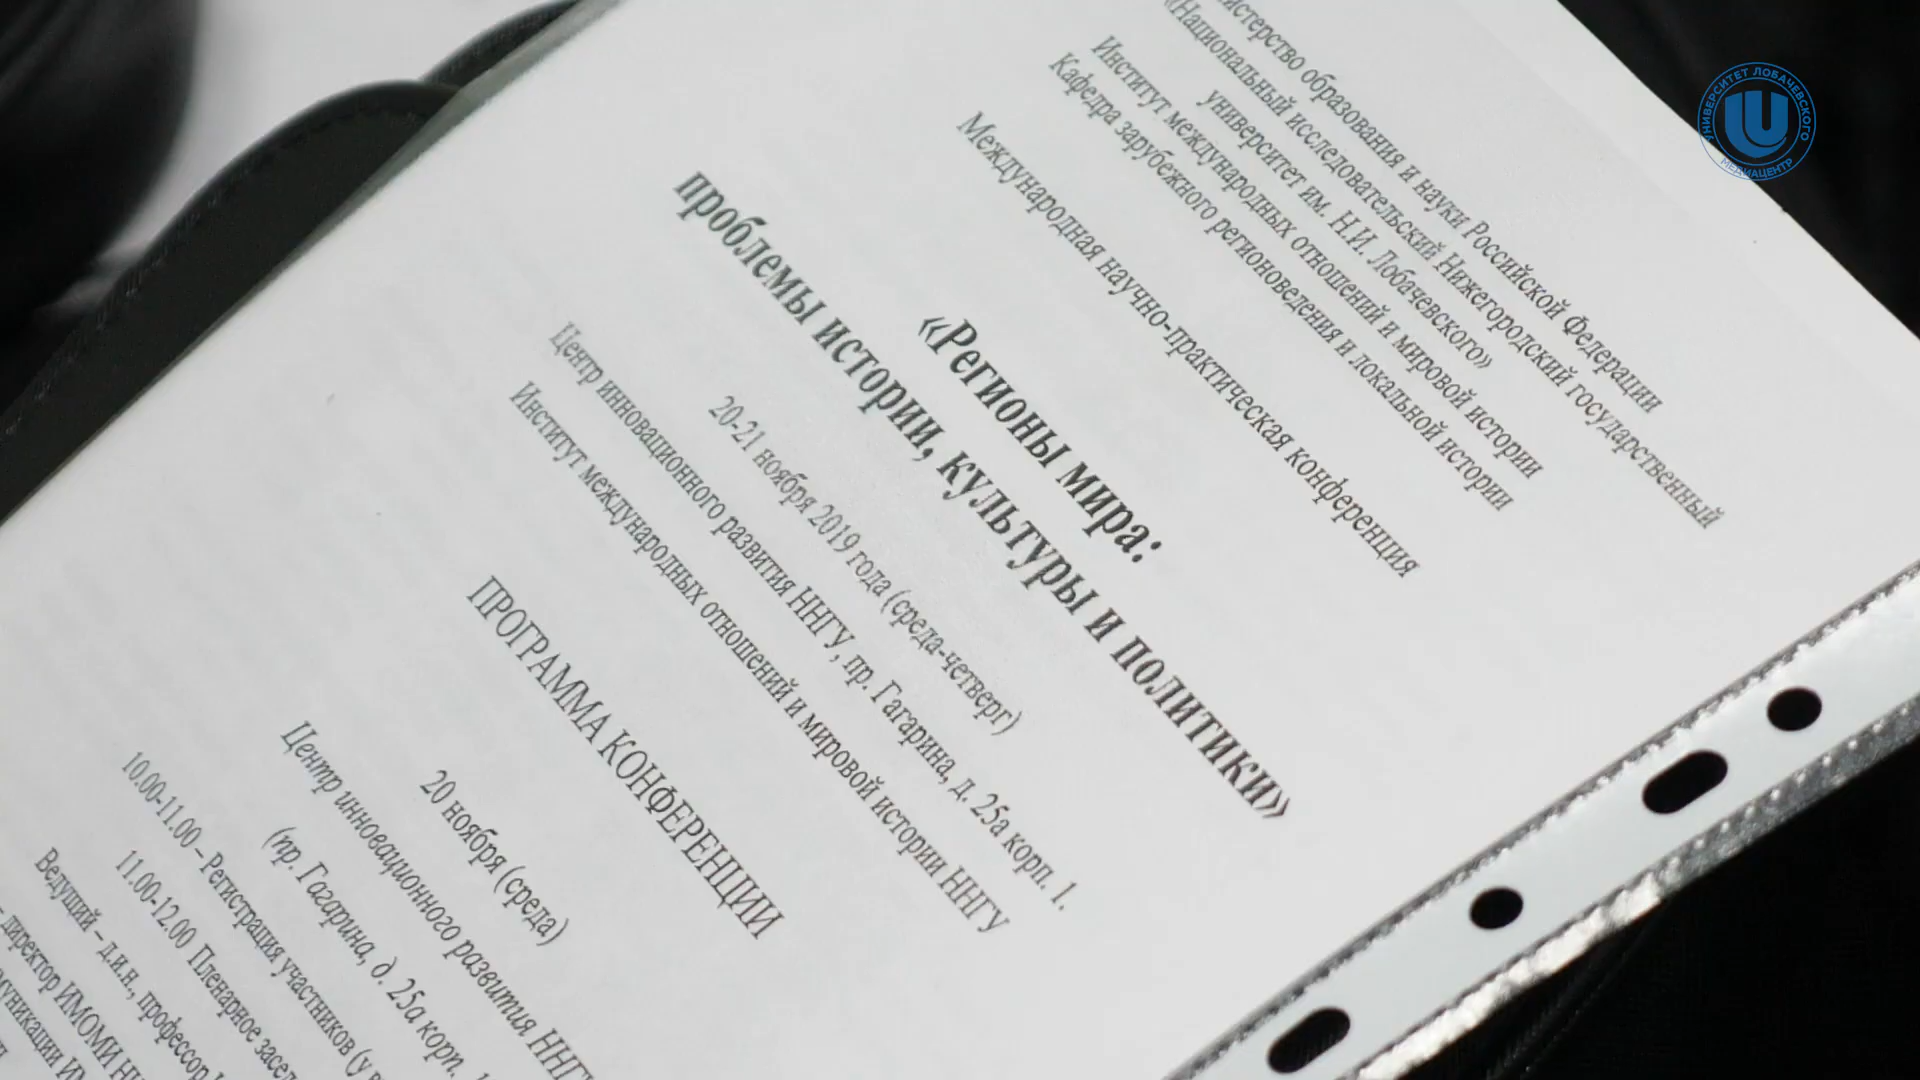 истерство образования и науки Российской Федерации
«Национальный исследовательский Нижегородский государственный
университет им. Н.И. Лобачевского»
Институт международных отношений и мировой истории
Кафедра зарубежного регионоведения и локальной истории
Международная научно-практическая конференция
«Регионы мира:
проблемы истории, культуры и политики»
20-21 ноября 2019 года (среда-четверг)
Центр инновационного развития ННГУ , пр. Гагарина, д. 25а корп. 1.
Институт международных отношений и мировой истории ННГУ
ПРОГРАММА КОНФЕРЕНЦИИ
20 ноября (среда)
Центр инновационного развития ННГУ
(пр. Гагарина, д. 25а корп.
10.00-11.00 – Регистрация участников (у
11.00-12.00 Пленарное засе
Ведущий – д.и.н., профессор
– директор ИМОМИ
УНИВЕРСИТЕТ ЛОБАЧЕВСКОГО
МЕДИАЦЕНТР